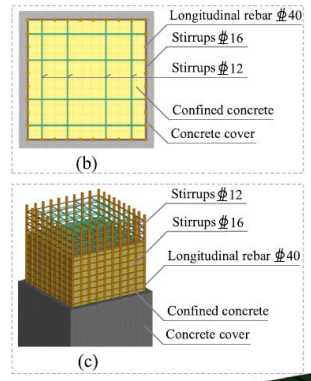 Longitudinal rebar ⌽40
Stirrups ⌽16
Stirrups ⌽12
Confined concrete
Concrete cover
(b)
Stirrups ⌽12
Stirrups ⌽16
Longitudinal rebar ⌽40
Confined concrete
Concrete cover
(c)